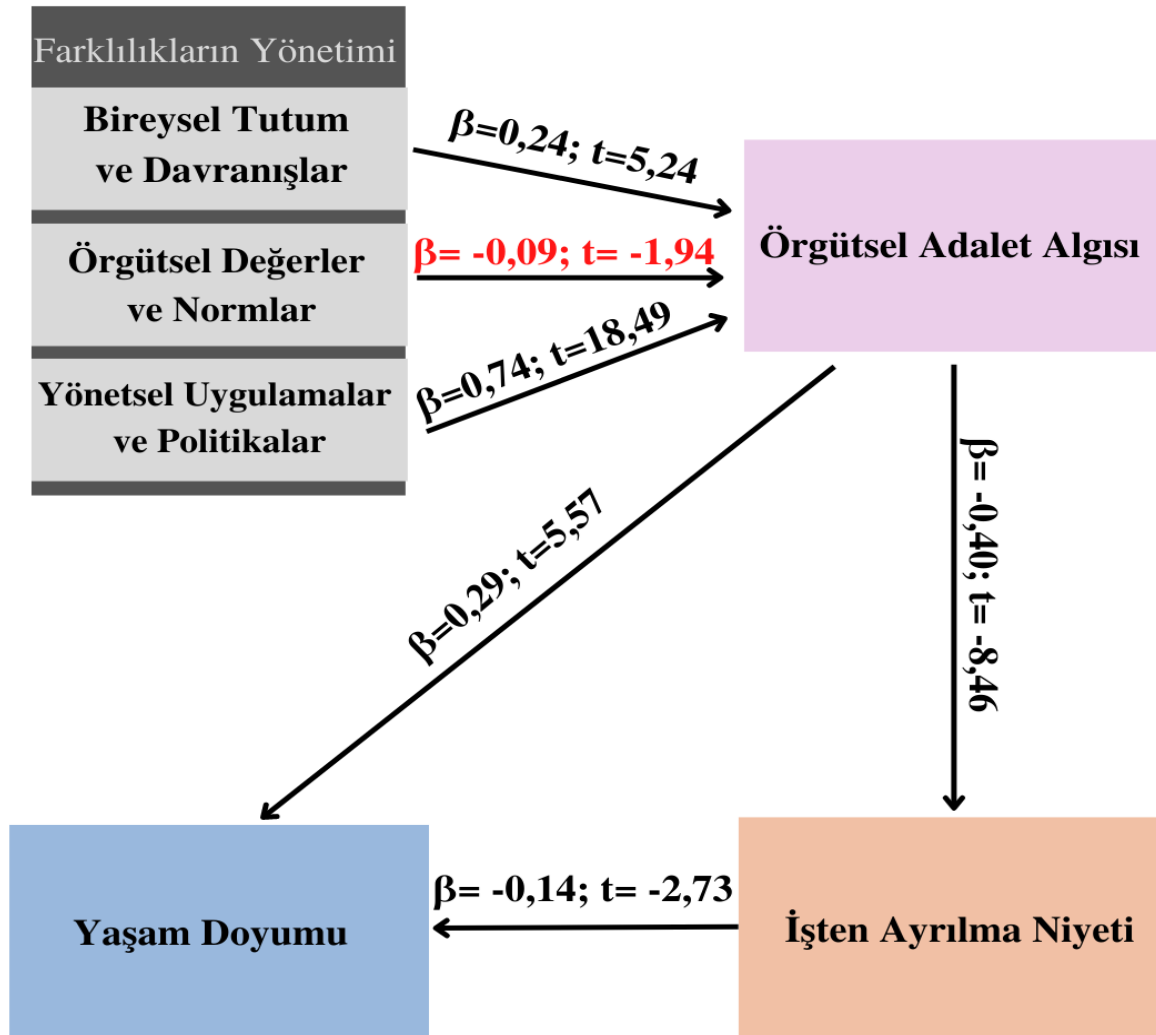 Farklılıkların Yönetimi
Bireysel Tutum
ve Davranışlar
β=0,24; t=5,24
Örgütsel Değerler
ve Normlar
β= -0,09; t= -1,94
Örgütsel Adalet Algısı
Yönetsel Uygulamalar
ve Politikalar
β=0,74; t=18,49
β=0,29; t=5,57
β= -0,40; t= -8,46
Yaşam Doyumu
β= -0,14; t= -2,73
İşten Ayrılma Niyeti